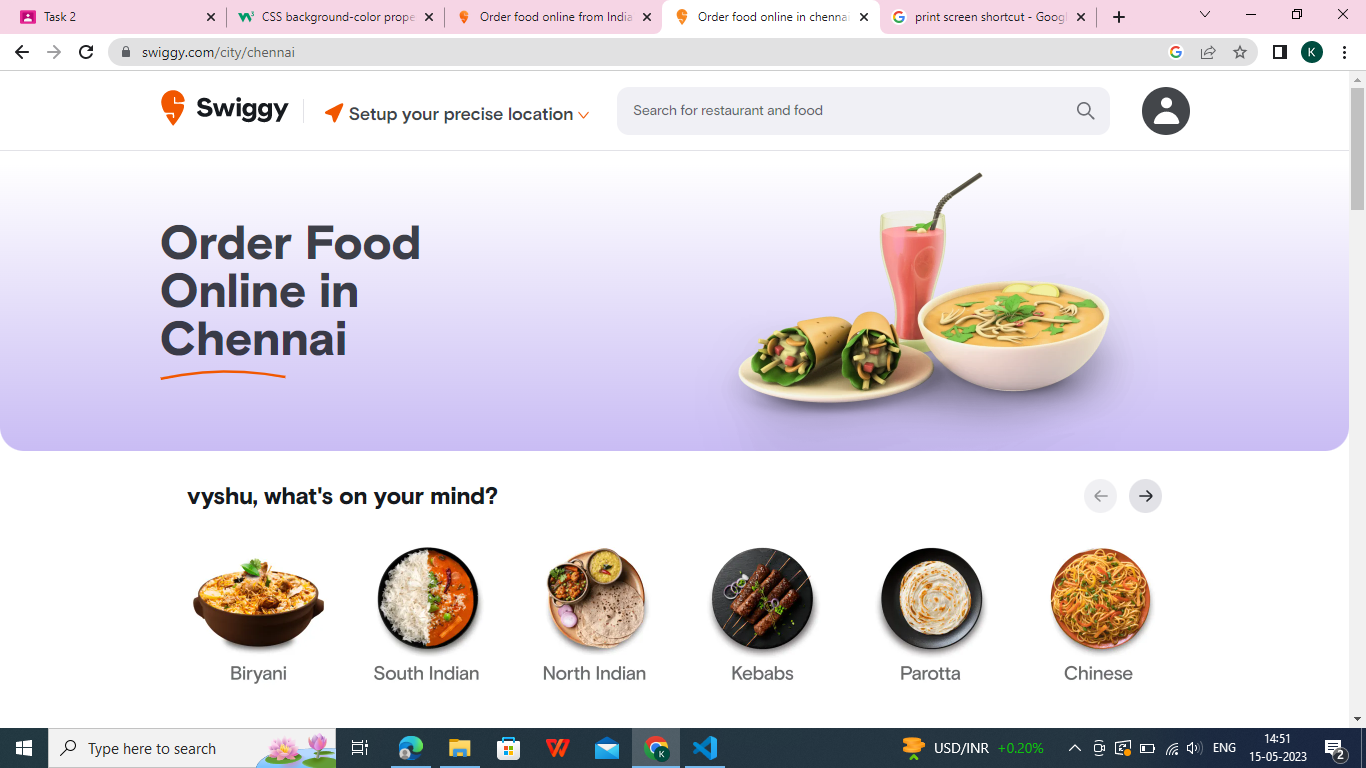 Task 2
CSS background-color prope
Order food online from India
Order food online in chennai
print screen shortcut - Googl
swiggy.com/city/chennai
K
Swiggy
Setup your precise location
Search for restaurant and food
Order Food
Online in
Chennai
vyshu, what's on your mind?
Biryani
South Indian
North Indian
Kebabs
Parotta
Chinese
Type here to search
USD/INR +0.20%
ENG
14:51
15-05-2023
2